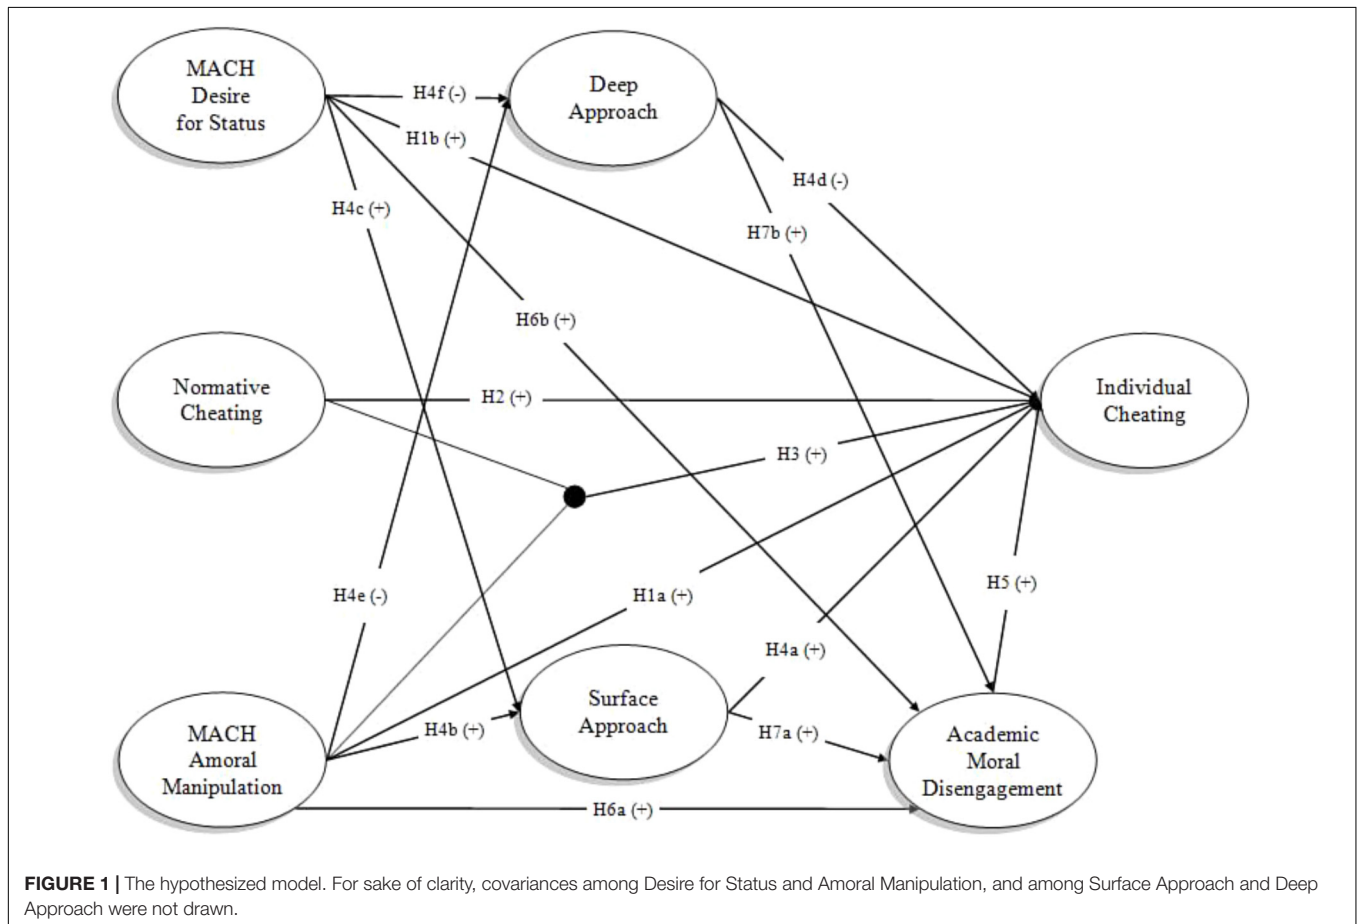 MACH
Desire
for Status
Deep
Approach
H4f (-)
H1b (+)
H4d (-)
H4c (+)
H7b (+)
H6b (+)
Normative
Cheating
H2 (+)
Individual
Cheating
H3 (+)
H4e (-)
H1a (+)
H5 (+)
H4a (+)
MACH
Amoral
Manipulation
H4b (+)
Surface
Approach
H7a (+)
Academic
Moral
Disengagement
H6a (+)
FIGURE 1 | The hypothesized model. For sake of clarity, covariances among Desire for Status and Amoral Manipulation, and among Surface Approach and Deep
Approach were not drawn.